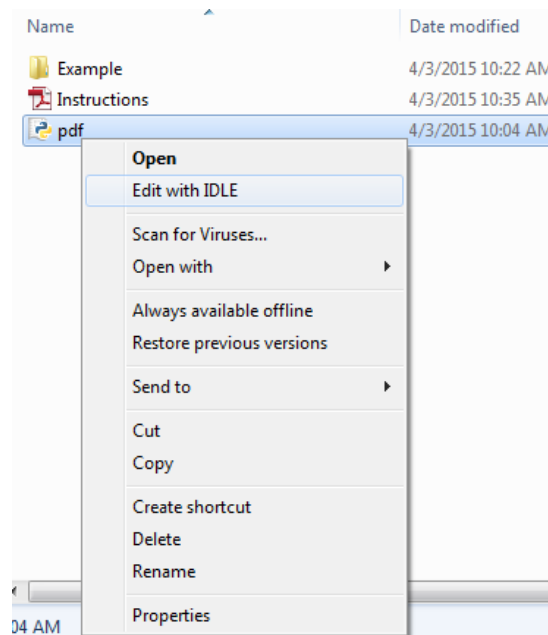 Name Date modified
Example 4/3/2015 10:22 AM
Instructions 4/3/2015 10:35 AM
pdf 4/3/2015 10:04 AM
Open
Edit with IDLE
Scan for Viruses...
Open with
Always available offline
Restore previous versions
Send to
Cut
Copy
Create shortcut
Delete
Rename
Properties
04 AM